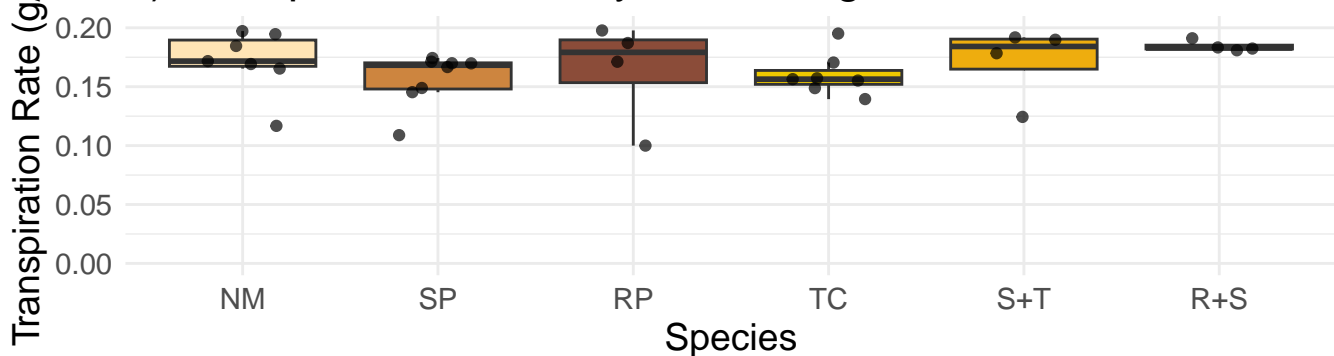 Transpiration Rate (g/
0.20
0.15
0.10
0.05
0.00
NM SP RP TC S+T R+S
Species